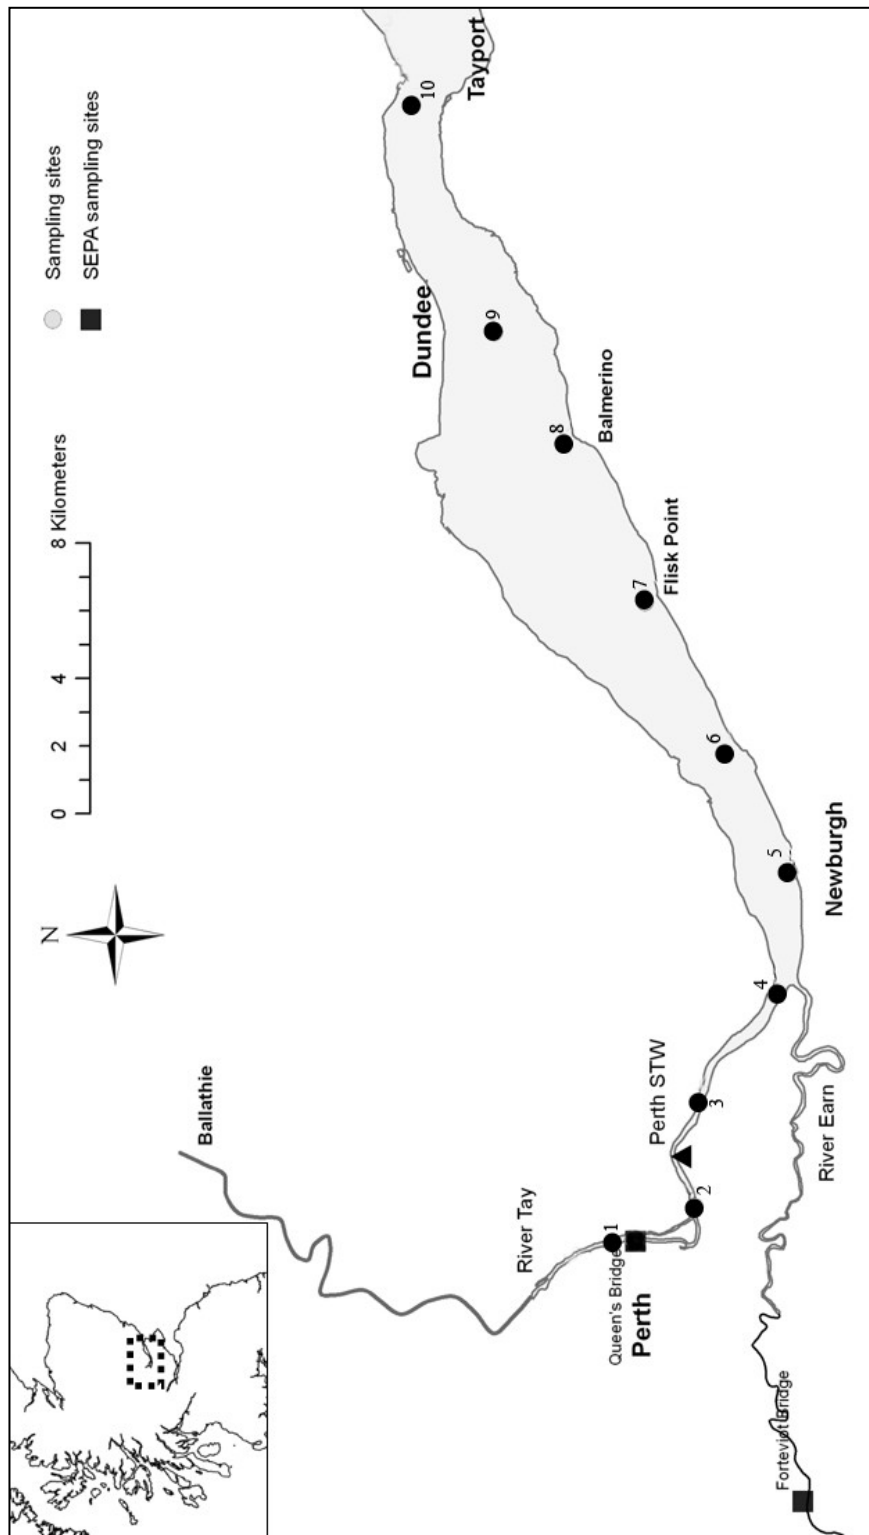 N
0 2 4 8 Kilometers
Sampling sites
SEPA sampling sites
Ballathie
River Tay
Queen's Bridge
Perth
1
2
Perth STW
3
4
River Earn
Forteviot Bridge
Newburgh
5
6
7
Flisk Point
8
Balmerino
9
Dundee
10
Tayport